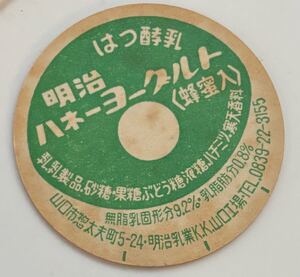 はつ酵乳
明治
ハネーヨーグルト
(蜂蜜入)
乳、乳製品、砂糖・果糖ぶどう糖液糖、ハチミツ、寒天、香料
無脂乳固形分9.2%・乳脂肪分0.8%
山口市惣太夫町5-24・明治乳業K.K.山口工場TEL.0839-22-3155